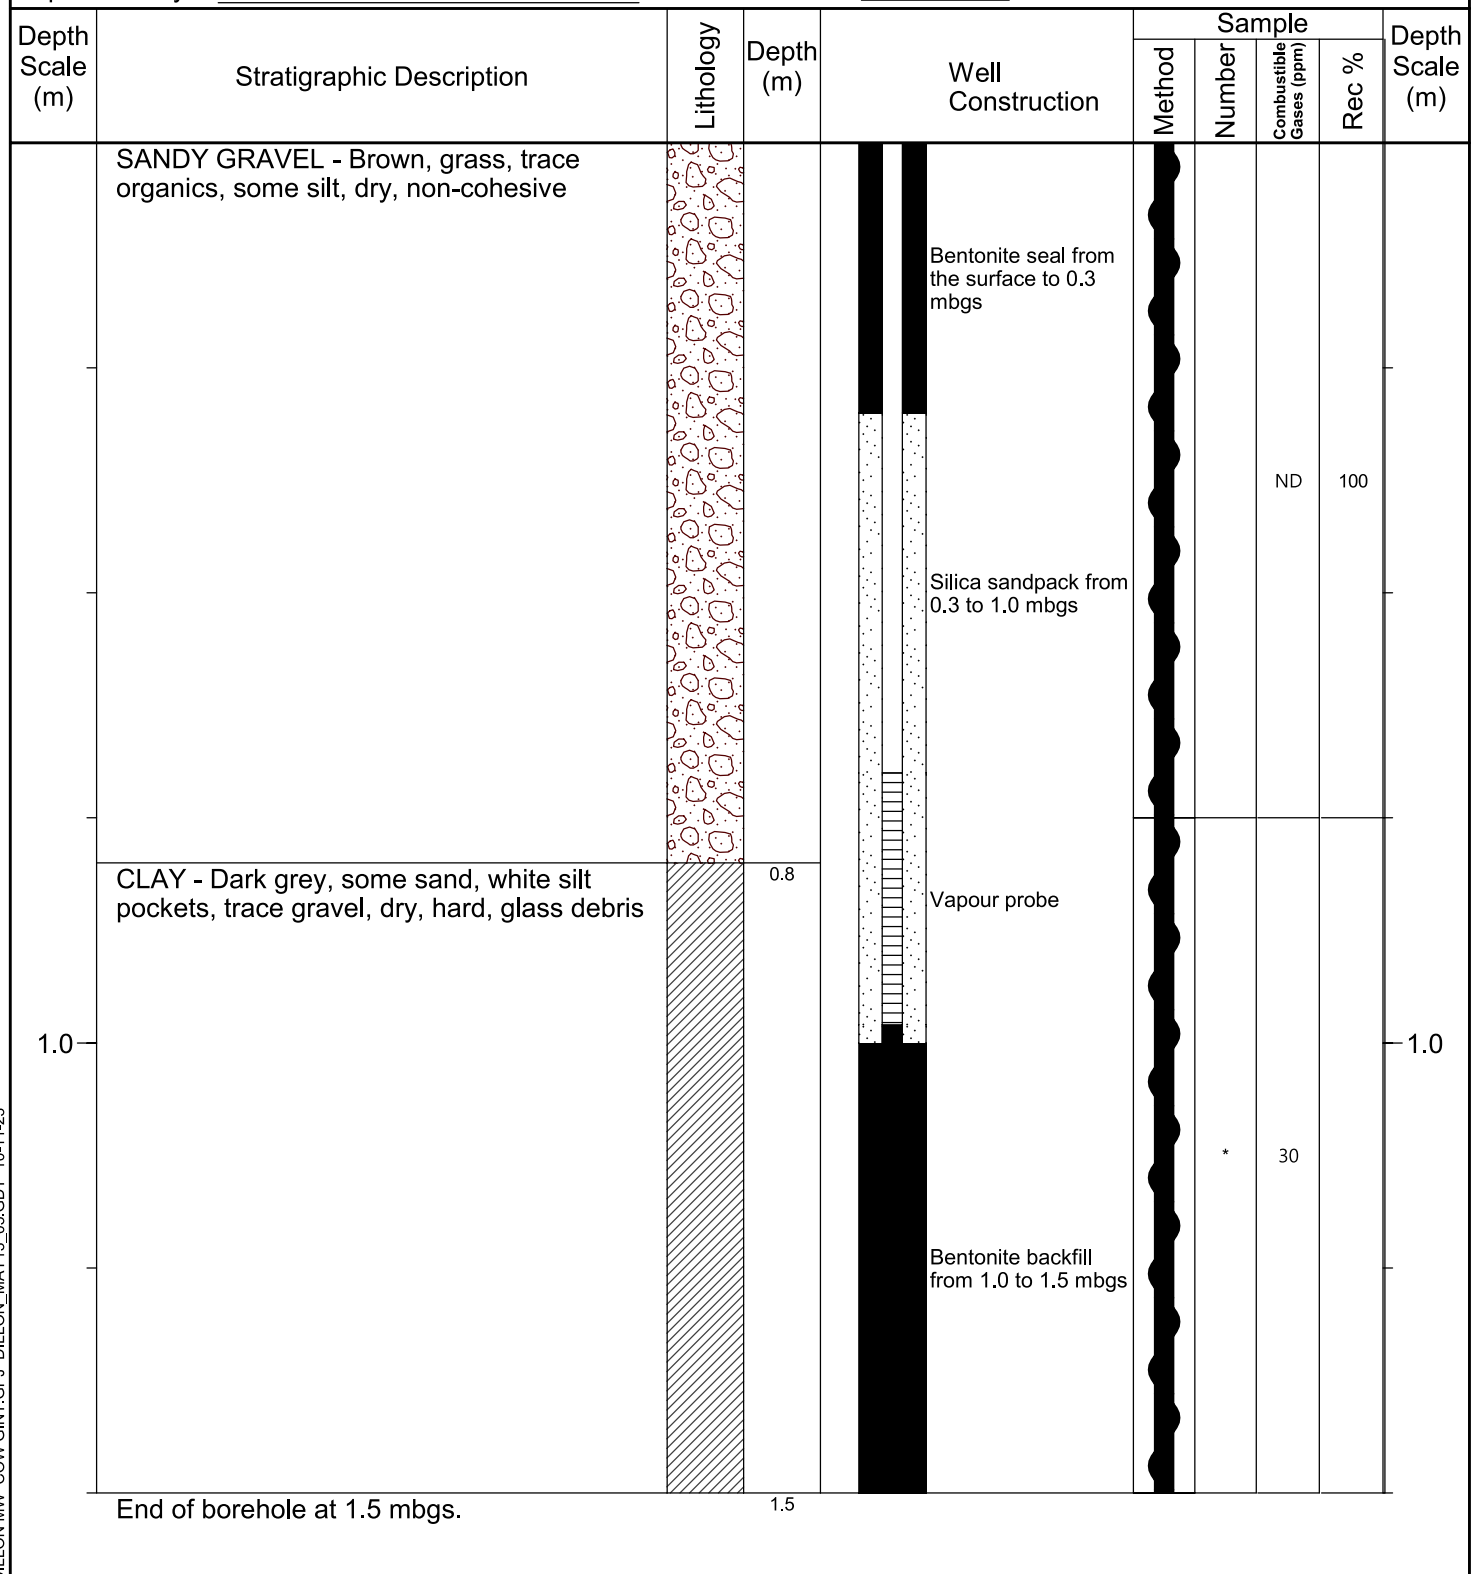 Depth
Scale
(m)
Stratigraphic Description
Lithology
Depth
(m)
Well
Construction
Sample
Method
Number
Combustible
Gases (ppm)
Rec %
Depth
Scale
(m)
SANDY GRAVEL - Brown, grass, trace
organics, some silt, dry, non-cohesive
Bentonite seal from
the surface to 0.3
mbgs
ND 100
Silica sandpack from
0.3 to 1.0 mbgs
CLAY - Dark grey, some sand, white silt
pockets, trace gravel, dry, hard, glass debris
0.8
Vapour probe
1.0
1.0
* 30
Bentonite backfill
from 1.0 to 1.5 mbgs
End of borehole at 1.5 mbgs.
1.5